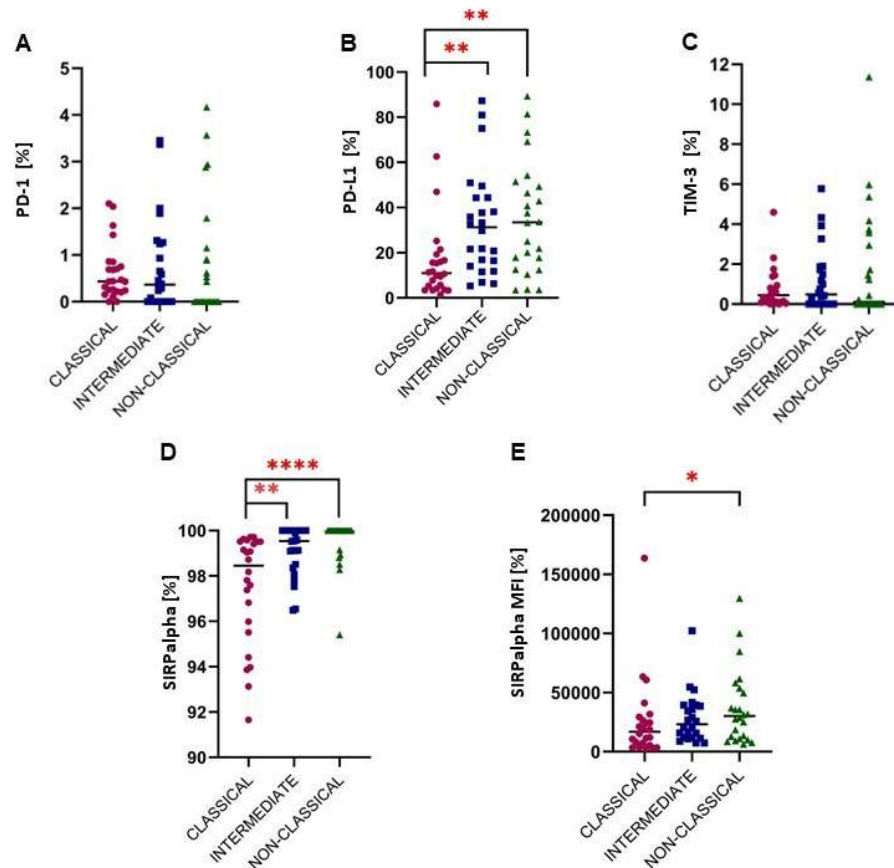 A
PD-1 [%]
5
4
3
2
1
0
CLASSICAL
INTERMEDIATE
NON-CLASSICAL
B
**
**
PD-L1 [%]
100
80
60
40
20
0
CLASSICAL
INTERMEDIATE
NON-CLASSICAL
C
TIM-3 [%]
12
10
8
6
4
2
0
CLASSICAL
INTERMEDIATE
NON-CLASSICAL
D
****
**
SIRPalpha [%]
100
98
96
94
92
90
CLASSICAL
INTERMEDIATE
NON-CLASSICAL
E
*
SIRPalpha MFI [%]
200000
150000
100000
50000
0
CLASSICAL
INTERMEDIATE
NON-CLASSICAL